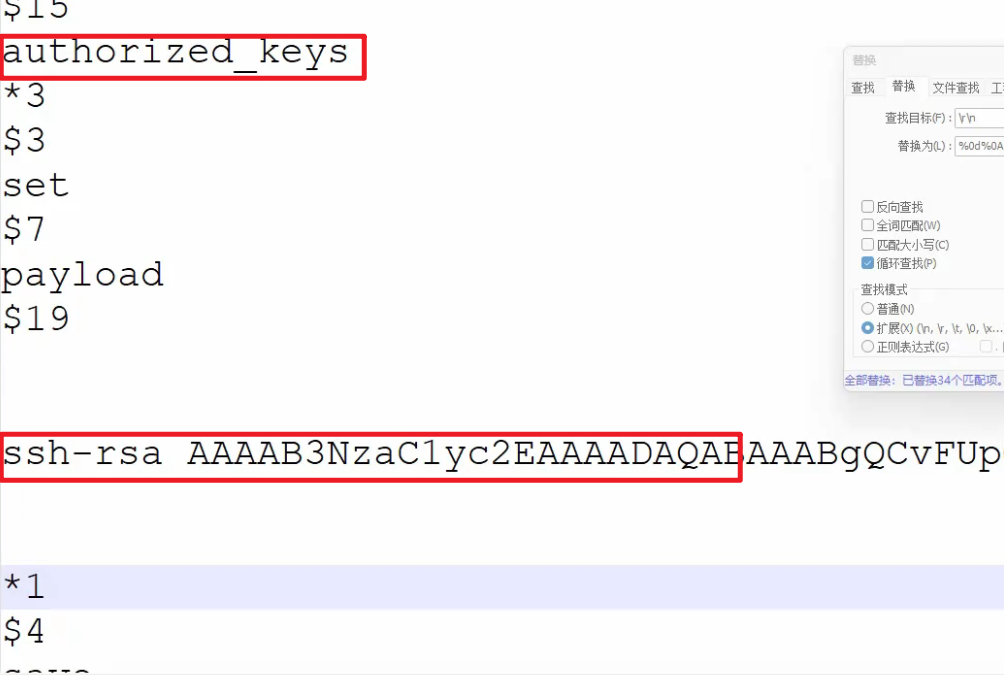 $15
authorized_keys
*3
$3
set
$7
payload
$19
ssh-rsa AAAAB3NzaC1yc2EAAAADAQABAAABgQCvFUp
*1
$4
save
替换
查找 替换 文件查找
查找目标(F): \r\n
替换为(L): %0d%0A
反向查找
全词匹配(W)
匹配大小写(C)
循环查找(P)
查找模式
普通(N)
扩展(X) (\n, \r, \t, \0, \x...
正则表达式(G)
全部替换: 已替换34个匹配项。